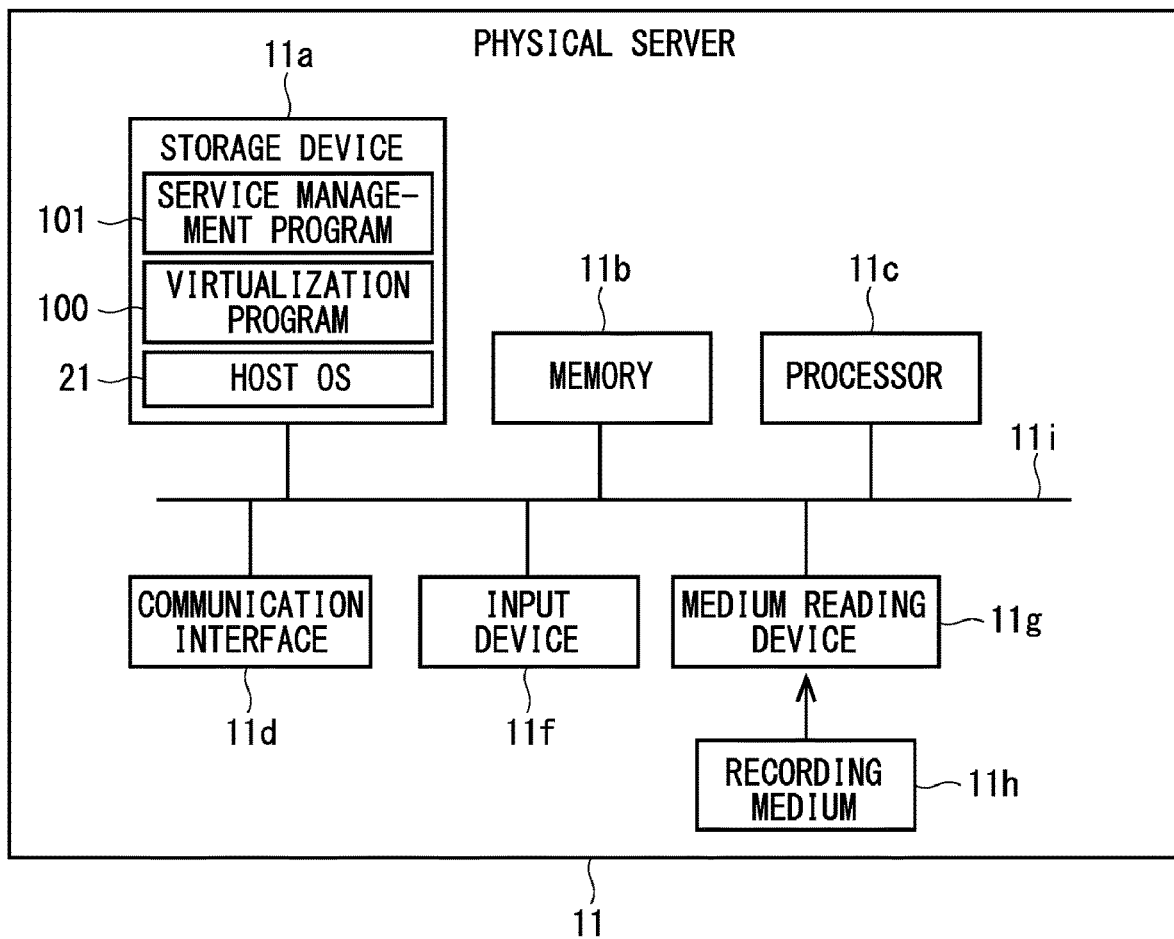 PHYSICAL SERVER
11a
STORAGE DEVICE
SERVICE MANAGE-
MENT PROGRAM
101
VIRTUALIZATION
PROGRAM
100
HOST OS
21
11b
MEMORY
11c
PROCESSOR
11i
COMMUNICATION
INTERFACE
11d
INPUT
DEVICE
11f
MEDIUM READING
DEVICE
11g
RECORDING
MEDIUM
11h
11